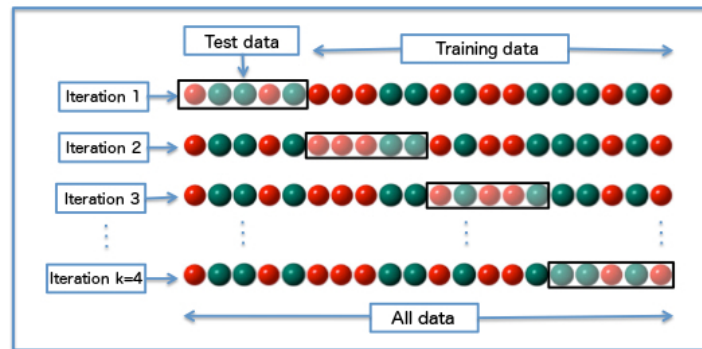 Test data
Training data
Iteration 1
Iteration 2
Iteration 3
Iteration k=4
All data